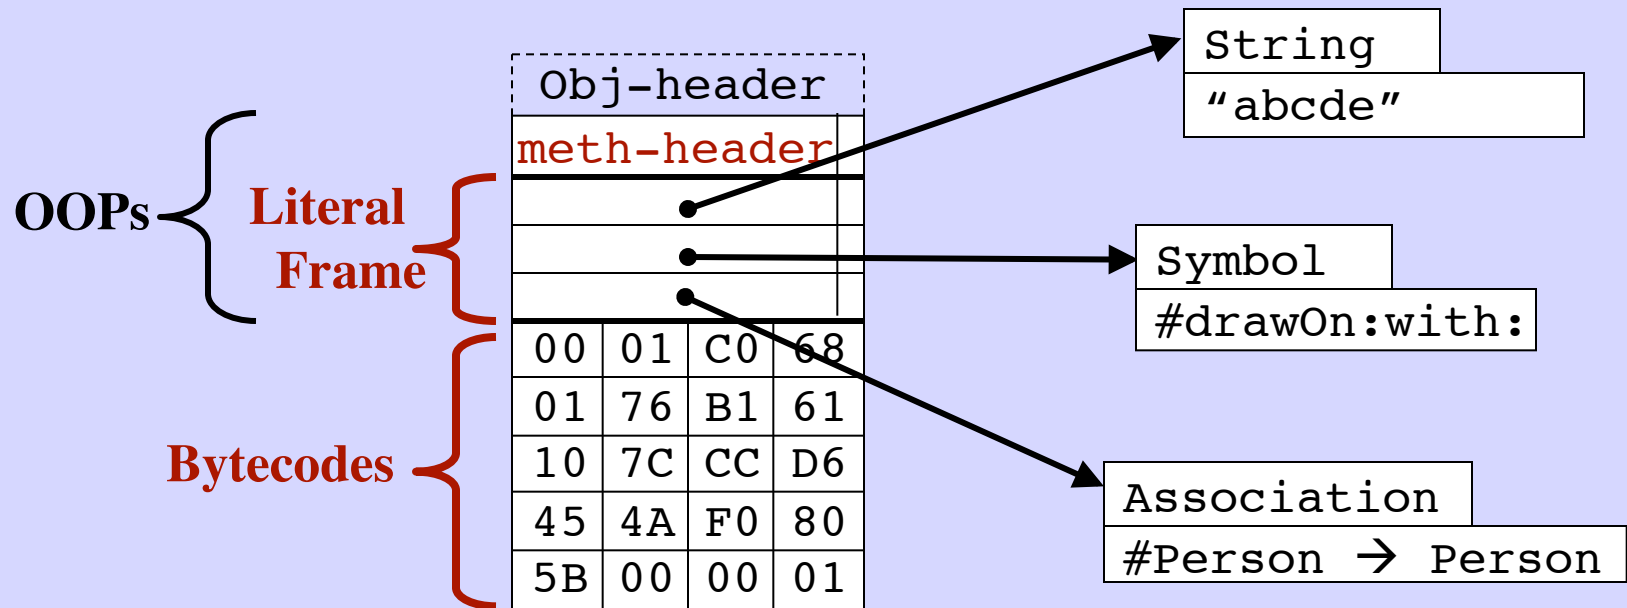 String
“abcde”
Obj-header
meth-header
OOPs
Literal
Frame
Symbol
#drawOn:with:
00 01 C0 68
01 76 B1 61
Bytecodes
10 7C CC D6
45 4A F0 80
5B 00 00 01
Association
#Person → Person